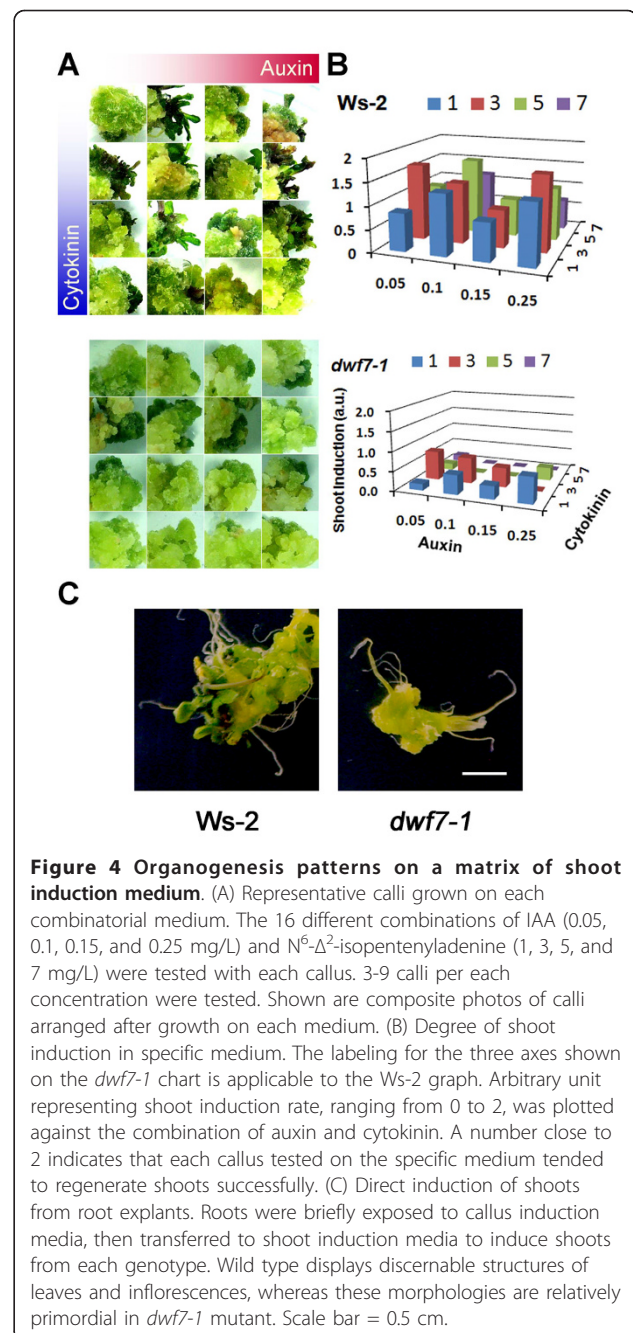 A
Auxin
Cytokinin
B
Ws-2 1 3 5 7
2
1.5
1
0.5
0
0.05 0.1 0.15 0.25
1 3 5 7
dwf7-1 1 3 5 7
Shoot Induction (a.u.)
2.0
1.5
1.0
0.5
0.0
0.05 0.1 0.15 0.25
1 3 5 7
Auxin
Cytokinin
C
Ws-2 dwf7-1
Figure 4 Organogenesis patterns on a matrix of shoot
induction medium. (A) Representative calli grown on each
combinatorial medium. The 16 different combinations of IAA (0.05,
0.1, 0.15, and 0.25 mg/L) and N⁶-Δ²-isopentenyladenine (1, 3, 5, and
7 mg/L) were tested with each callus. 3-9 calli per each
concentration were tested. Shown are composite photos of calli
arranged after growth on each medium. (B) Degree of shoot
induction in specific medium. The labeling for the three axes shown
on the dwf7-1 chart is applicable to the Ws-2 graph. Arbitrary unit
representing shoot induction rate, ranging from 0 to 2, was plotted
against the combination of auxin and cytokinin. A number close to
2 indicates that each callus tested on the specific medium tended
to regenerate shoots successfully. (C) Direct induction of shoots
from root explants. Roots were briefly exposed to callus induction
media, then transferred to shoot induction media to induce shoots
from each genotype. Wild type displays discernable structures of
leaves and inflorescences, whereas these morphologies are relatively
primordial in dwf7-1 mutant. Scale bar = 0.5 cm.